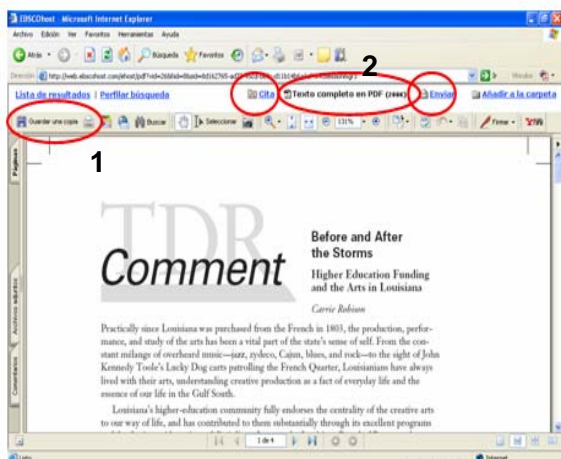 EBSCOhost - Microsoft Internet Explorer
Archivo Edición Ver Favoritos Herramientas Ayuda
Atrás Búsqueda Favoritos
2
Lista de resultados | Perfilar búsqueda Cita Texto completo en PDF Enviar Añadir a la carpeta
Guardar una copia Buscar Seleccionar 131% Firmar
1
Páginas
TDR
Comment
Before and After
the Storms
Higher Education Funding
and the Arts in Louisiana
Carrie Robison
Archivos adjuntos
Comentarios
Practically since Louisiana was purchased from the French in 1803, the production, perfor-
mance, and study of the arts has been a vital part of the state's sense of self. From the con-
stant mélange of overheard music—jazz, zydeco, Cajun, blues, and rock—to the sight of John
Kennedy Toole's Lucky Dog carts patrolling the French Quarter, Louisianians have always
lived with their arts, understanding creative production as a fact of everyday life and the
essence of our life in the Gulf South.
Louisiana's higher-education community fully endorses the centrality of the creative arts
to our way of life, and has contributed to them substantially through its excellent programs
1 de 4
Listo Internet